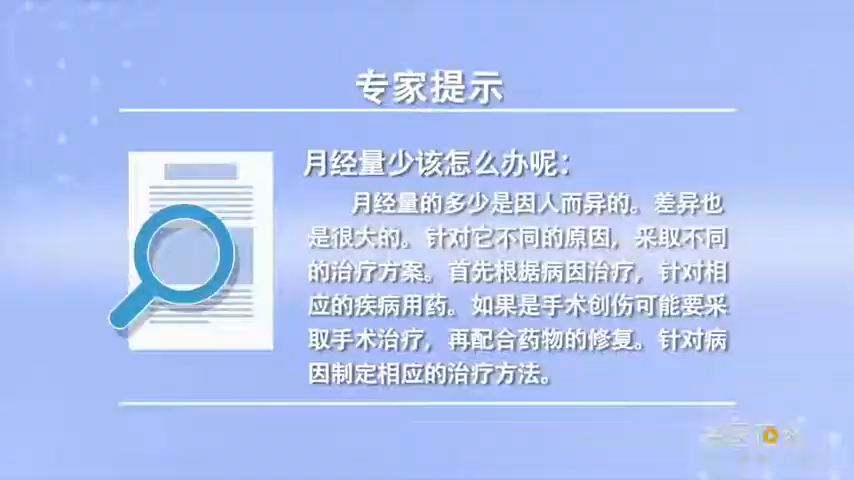 专家提示
月经量少该怎么办呢：
月经量的多少是因人而异的。差异也
是很大的。针对它不同的原因，采取不同
的治疗方案。首先根据病因治疗，针对相
应的疾病用药。如果是手术创伤可能要采
取手术治疗，再配合药物的修复。针对病
因制定相应的治疗方法。